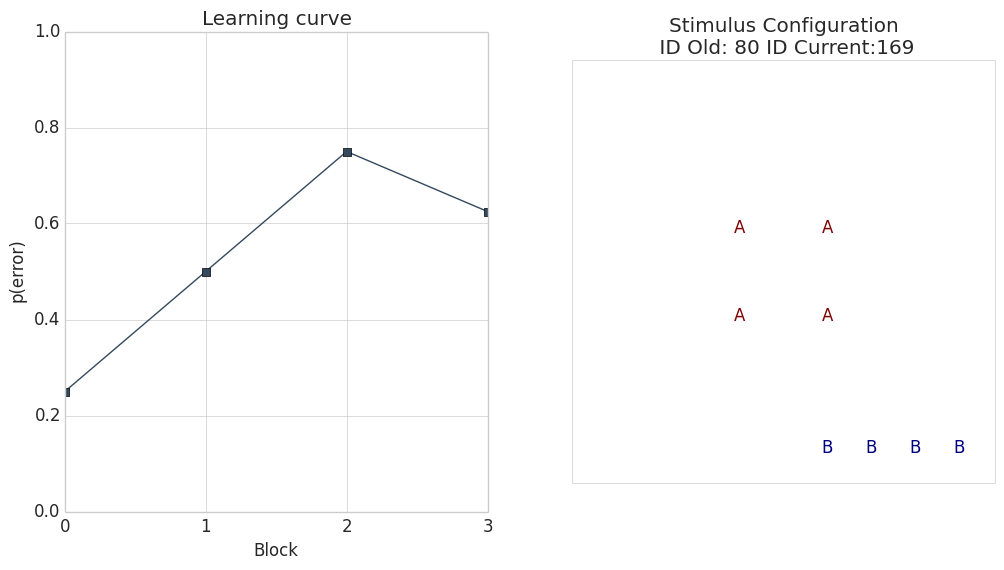 Learning curve
1.0
0.8
0.6
0.4
0.2
0.0
p(error)
0 1 2 3
Block
Stimulus Configuration
ID Old: 80 ID Current:169
A A
A A
B B B B